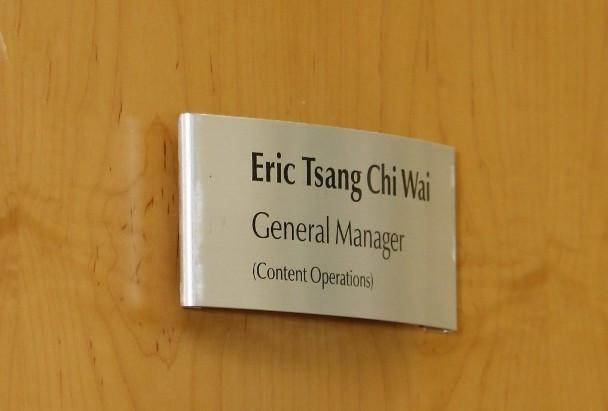 Eric Tsang Chi Wai
General Manager
(Content Operations)